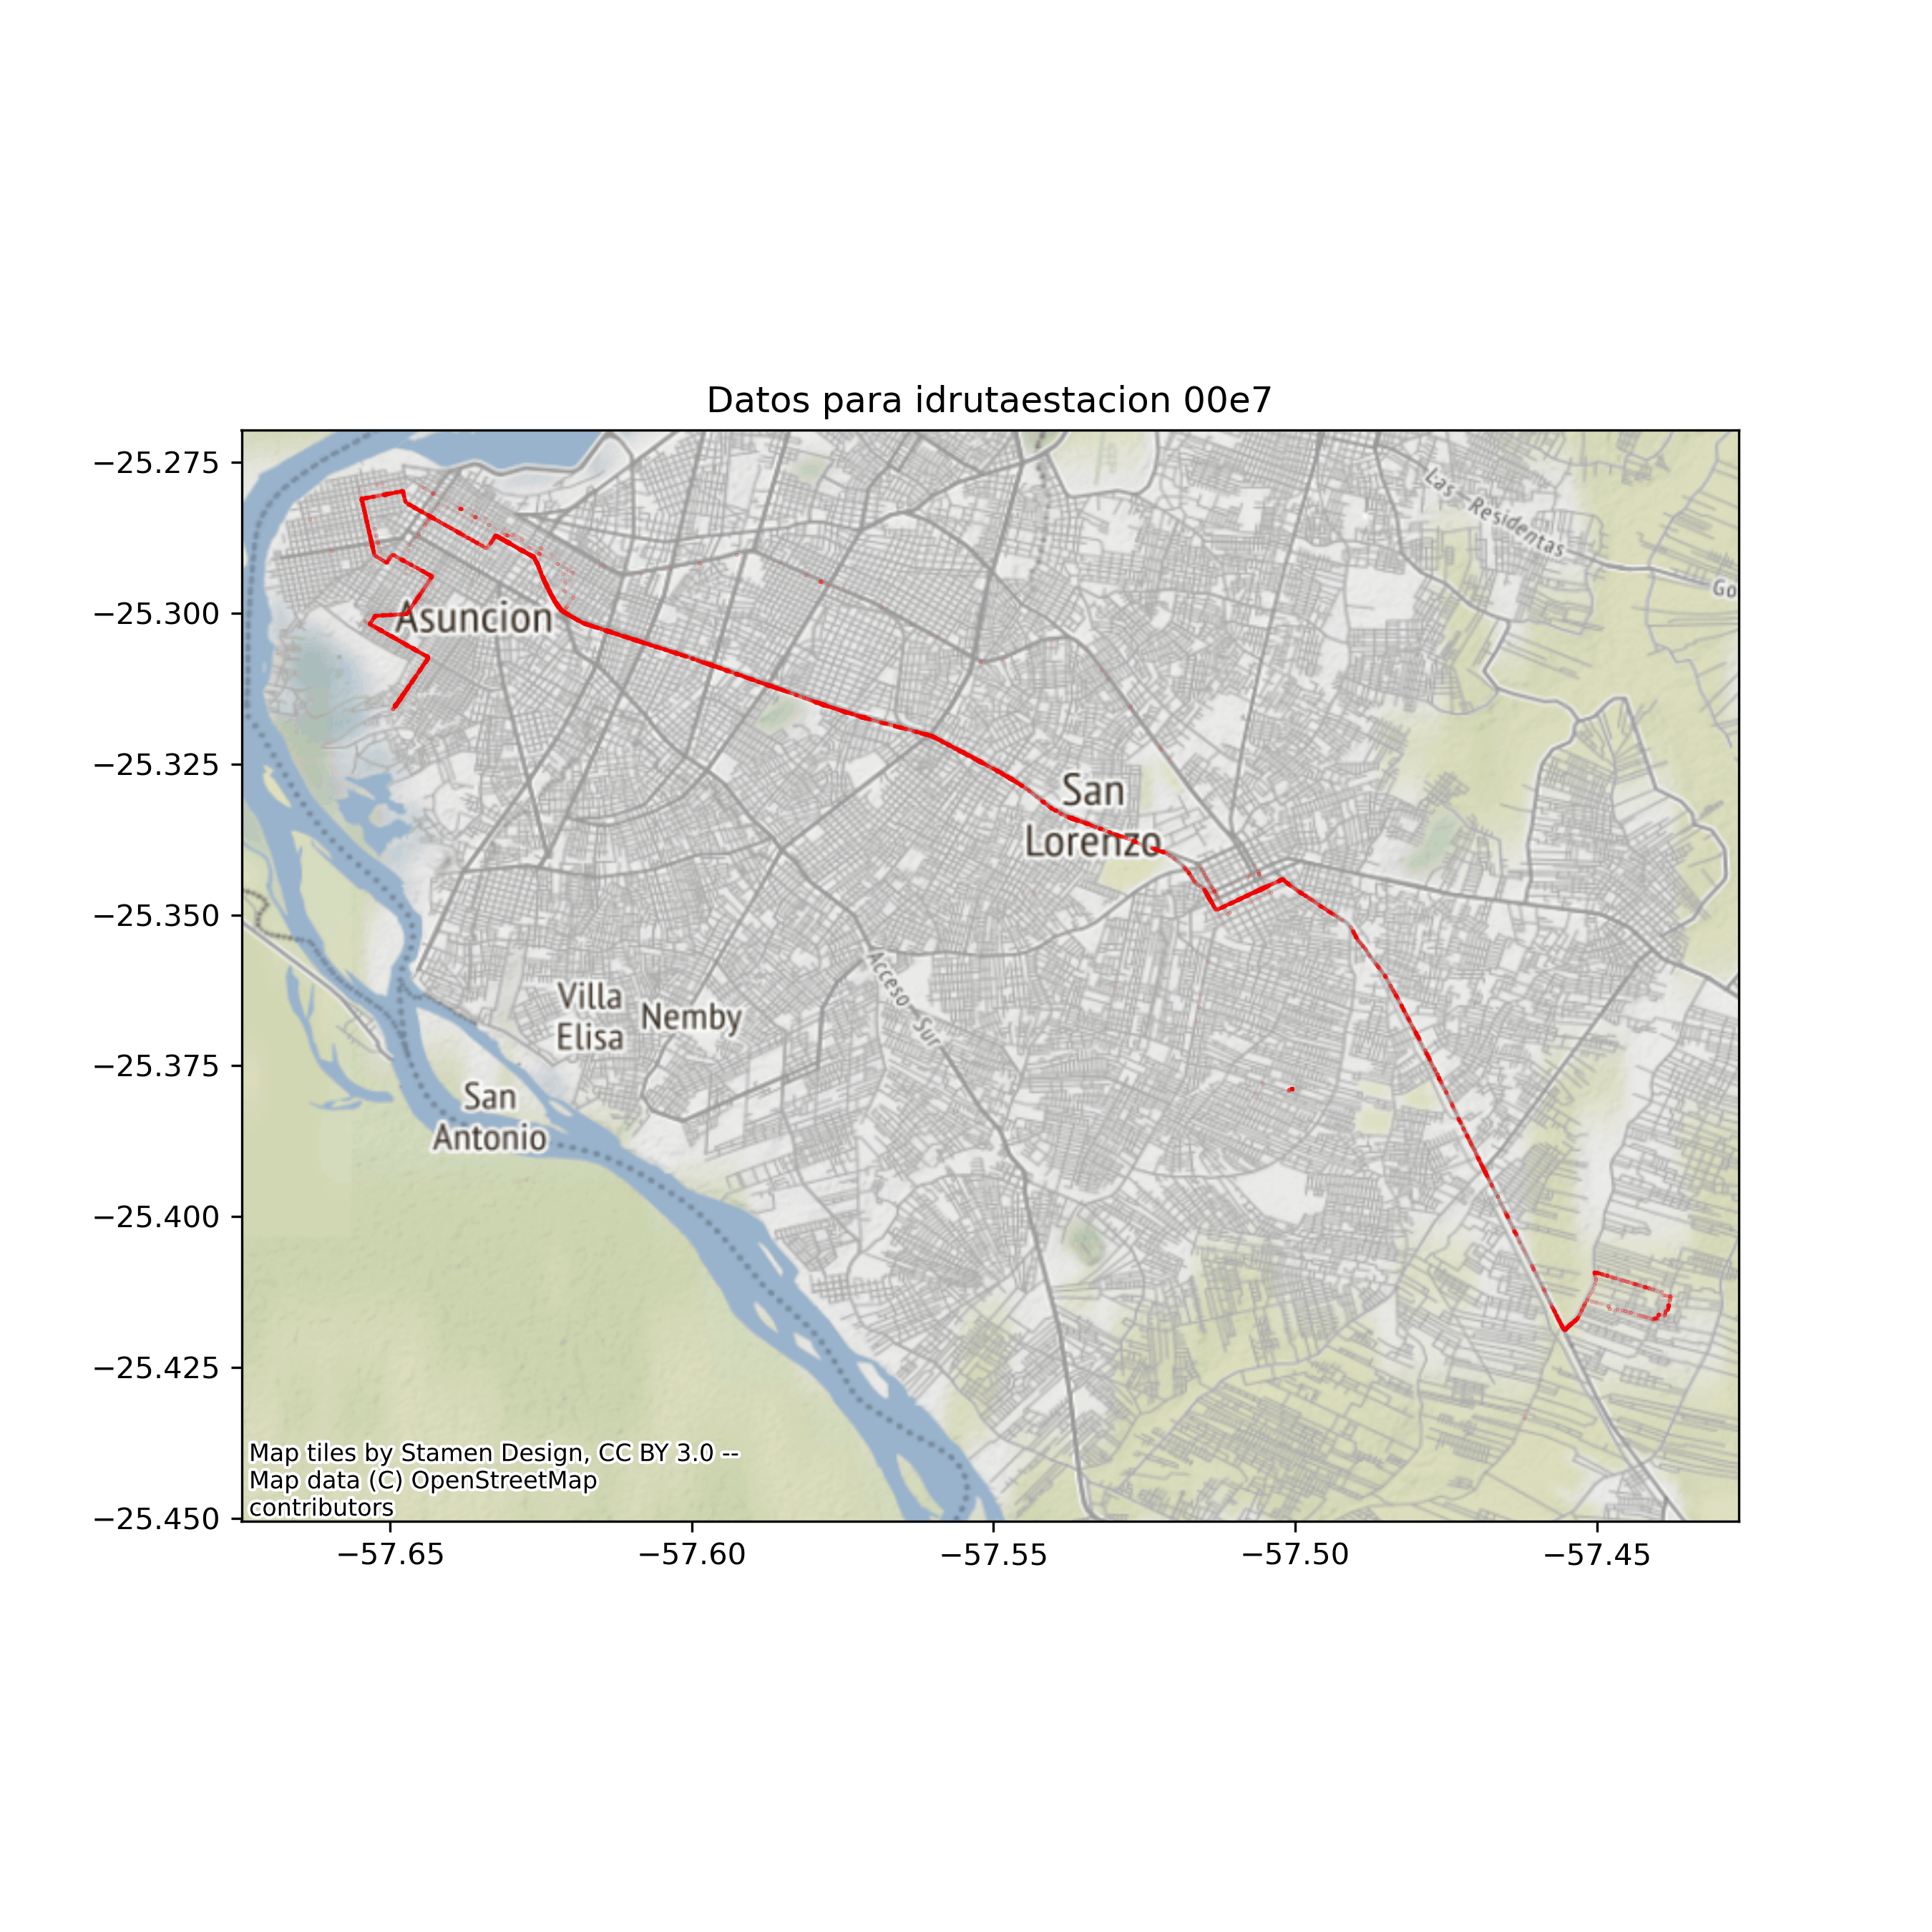 Datos para idrutaestacion 00e7
−25.275
−25.300
−25.325
−25.350
−25.375
−25.400
−25.425
−25.450
Las Residentas
Go
Asuncion
San
Lorenzo
Acceso Sur
Villa
Elisa
Nemby
San
Antonio
Map tiles by Stamen Design, CC BY 3.0 --
Map data (C) OpenStreetMap
contributors
−57.65
−57.60
−57.55
−57.50
−57.45